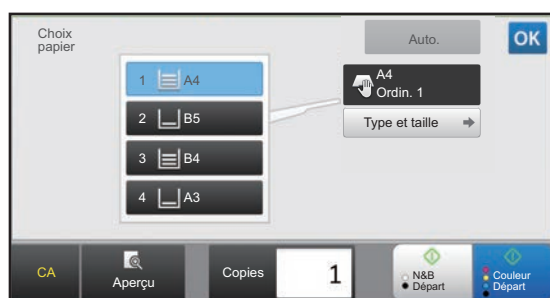 Choix
papier
Auto.
OK
1 A4
2 B5
3 B4
4 A3
A4
Ordin. 1
Type et taille
CA
Aperçu
Copies
1
N&B
Départ
Couleur
Départ